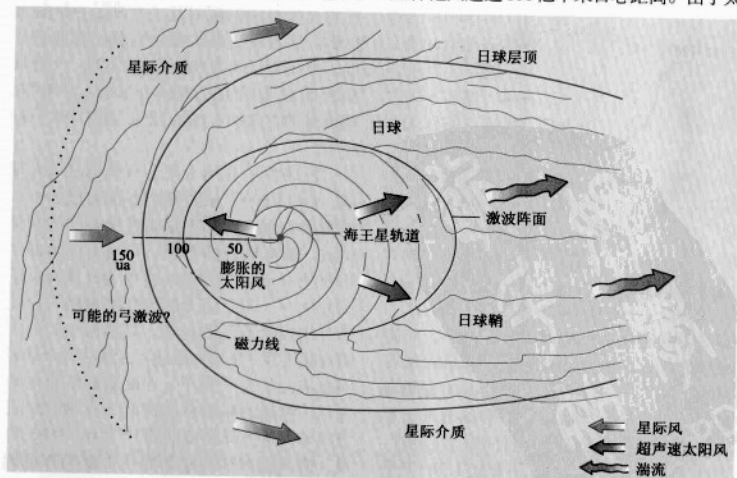 星际介质
日球层顶
日球
激波阵面
海王星轨道
150
ua
100
50
膨胀的
太阳风
可能的弓激波?
日球鞘
磁力线
星际介质
星际风
超声速太阳风
湍流